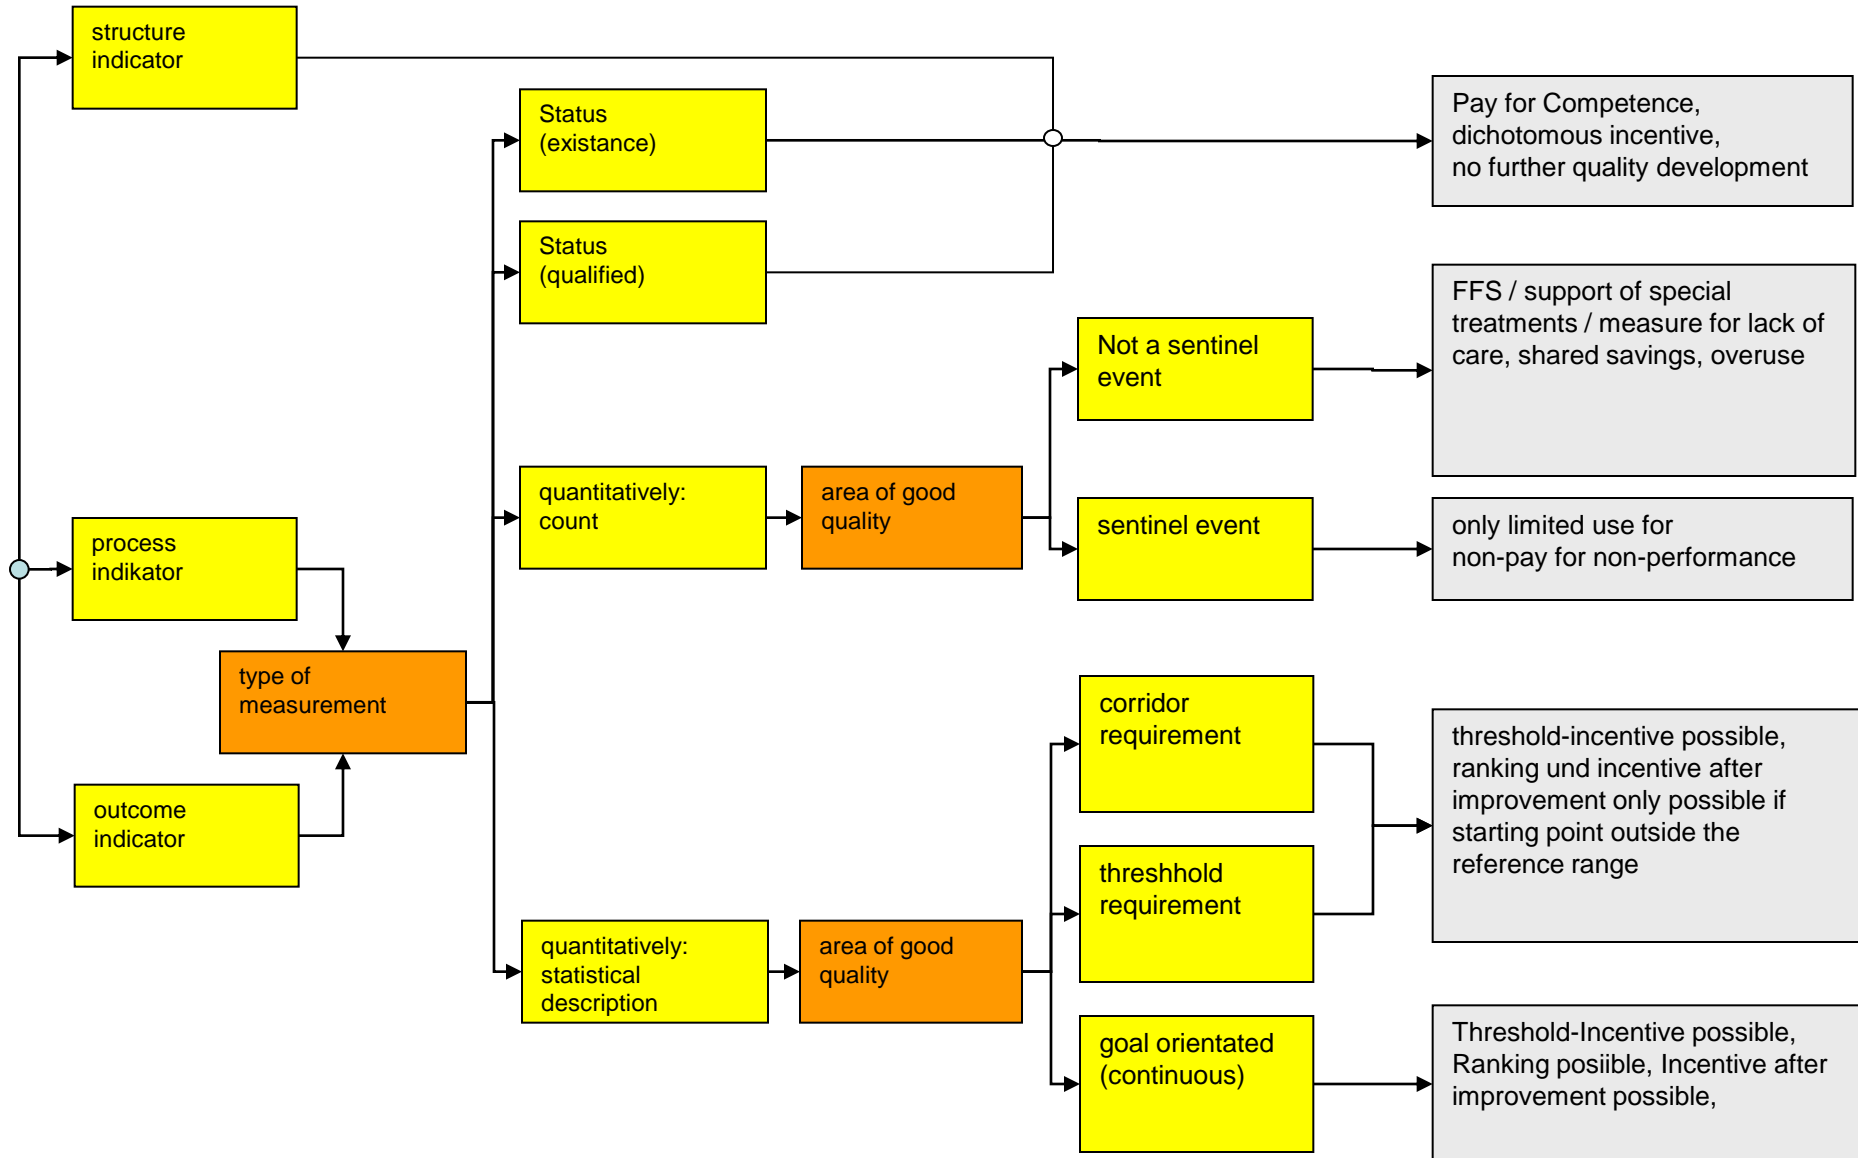 structure
indicator
Status
(existance)
Pay for Competence,
dichotomous incentive,
no further quality development
Status
(qualified)
FFS / support of special
treatments / measure for lack of
care, shared savings, overuse
Not a sentinel
event
quantitatively:
count
area of good
quality
sentinel event
only limited use for
non-pay for non-performance
process
indikator
type of
measurement
corridor
requirement
threshold-incentive possible,
ranking und incentive after
improvement only possible if
starting point outside the
reference range
outcome
indicator
threshhold
requirement
quantitatively:
statistical
description
area of good
quality
goal orientated
(continuous)
Threshold-Incentive possible,
Ranking posiible, Incentive after
improvement possible,